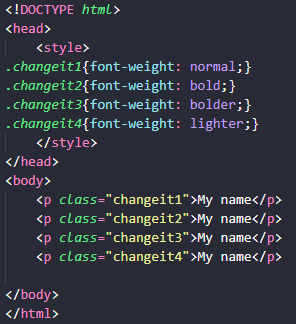 <!DOCTYPE html>
<head>
    <style>
.changeit1{font-weight: normal;}
.changeit2{font-weight: bold;}
.changeit3{font-weight: bolder;}
.changeit4{font-weight: lighter;}
    </style>
</head>
<body>
    <p class="changeit1">My name</p>
    <p class="changeit2">My name</p>
    <p class="changeit3">My name</p>
    <p class="changeit4">My name</p>

</body>
</html>